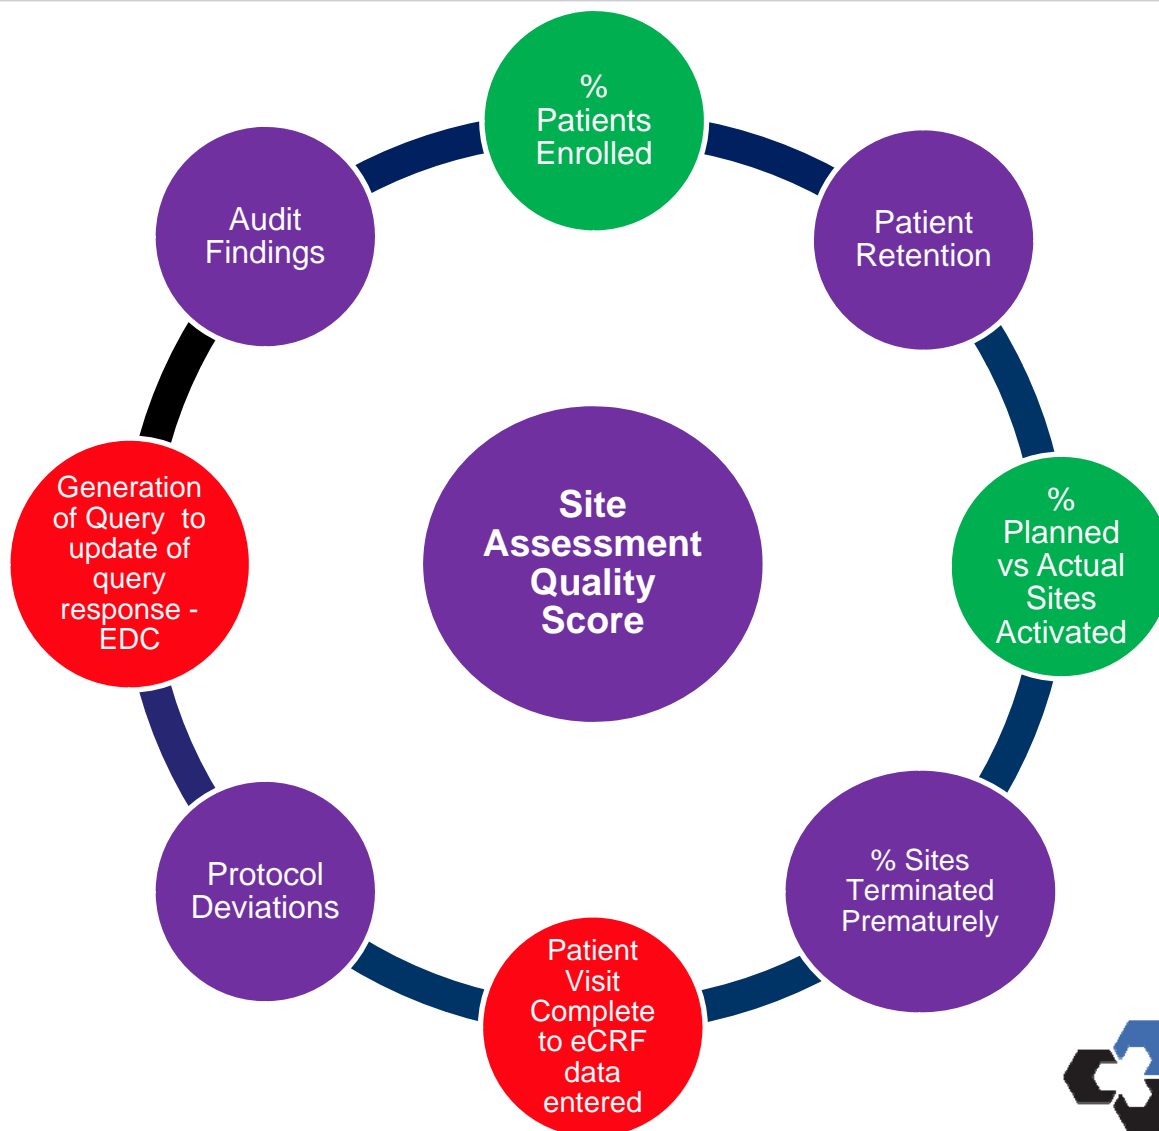 %
Patients
Enrolled
Patient
Retention
%
Planned
vs Actual
Sites
Activated
% Sites
Terminated
Prematurely
Patient
Visit
Complete
to eCRF
data
entered
Protocol
Deviations
Generation
of Query  to
update of
query
response -
EDC
Audit
Findings
Site
Assessment
Quality
Score